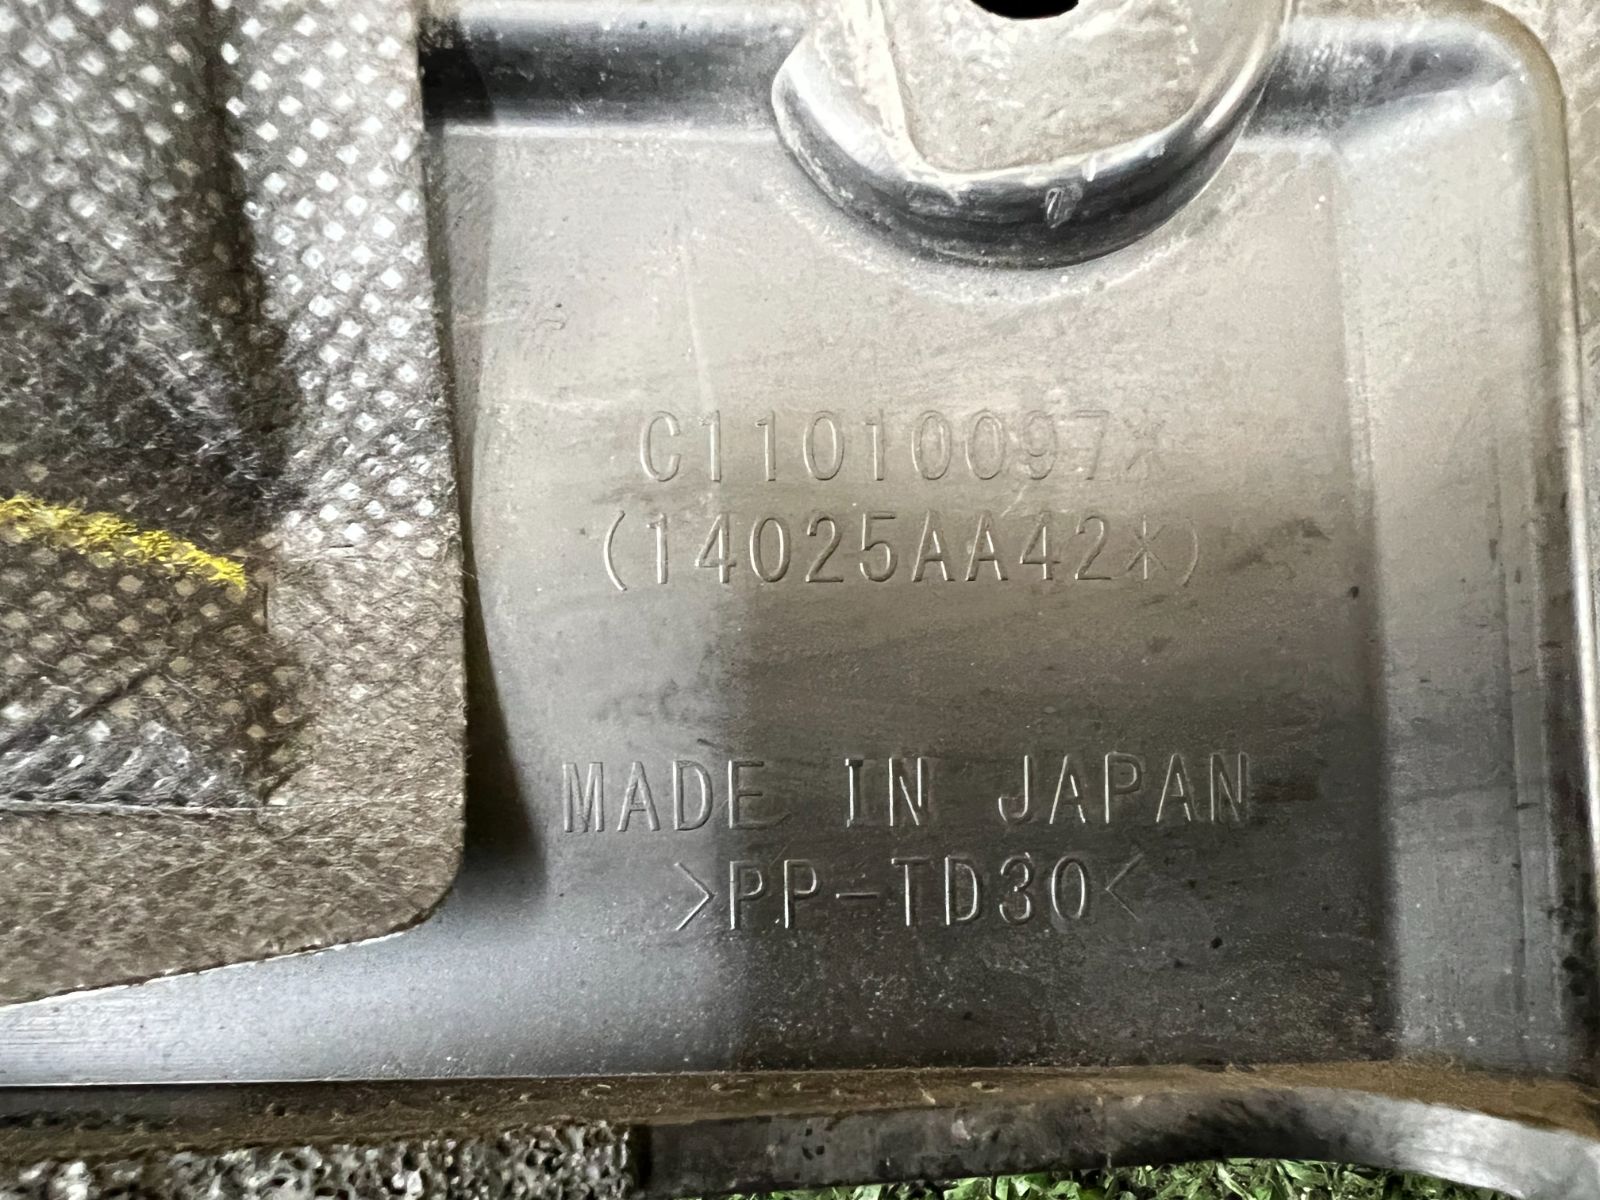 C11010097*
(14025AA42*)
MADE IN JAPAN
>PP-TD30<